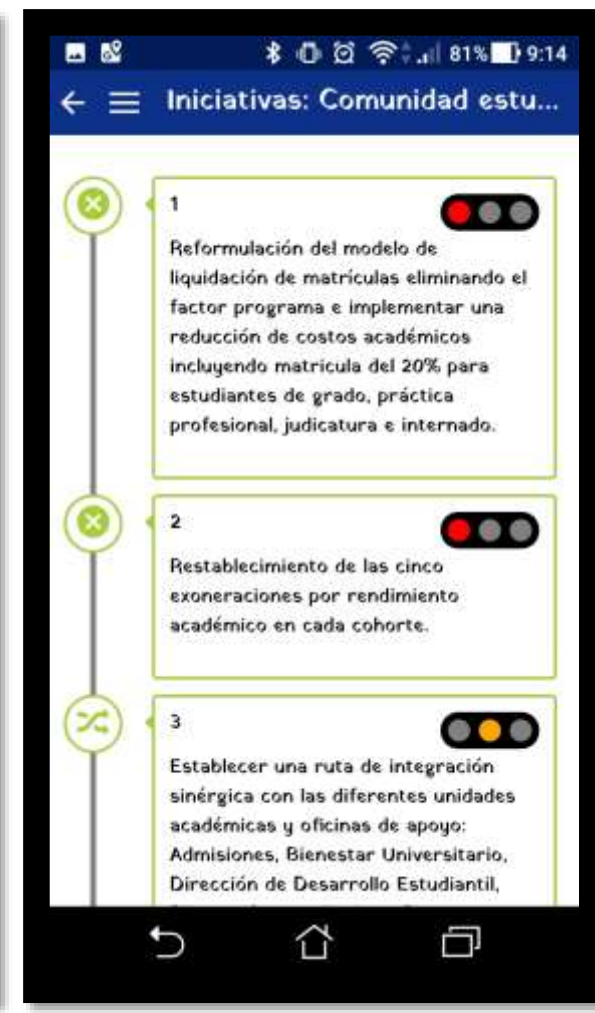 81% 9:14
Iniciativas: Comunidad estu...
1
Reformulación del modelo de
liquidación de matrículas eliminando el
factor programa e implementar una
reducción de costos académicos
incluyendo matricula del 20% para
estudiantes de grado, práctica
profesional, judicatura e internado.
2
Restablecimiento de las cinco
exoneraciones por rendimiento
académico en cada cohorte.
3
Establecer una ruta de integración
sinérgica con las diferentes unidades
académicas y oficinas de apoyo:
Admisiones, Bienestar Universitario,
Dirección de Desarrollo Estudiantil,